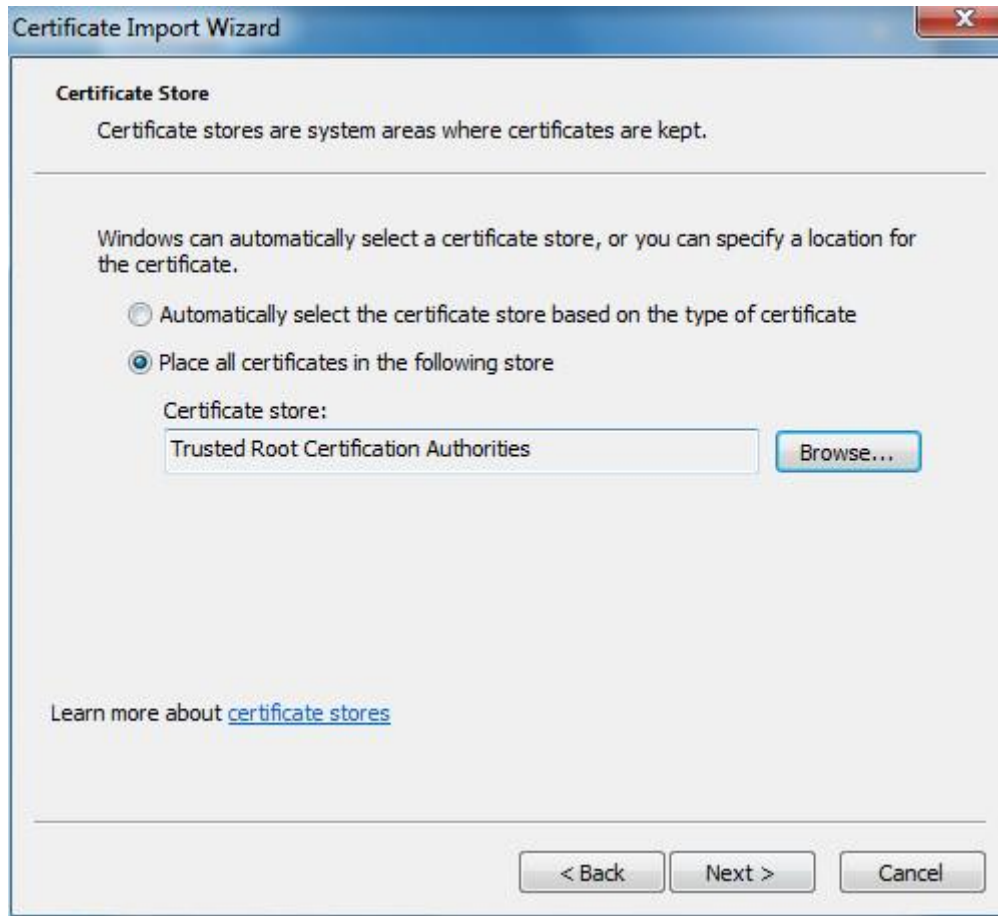 Certificate Import Wizard
Certificate Store
Certificate stores are system areas where certificates are kept.
Windows can automatically select a certificate store, or you can specify a location for
the certificate.
Automatically select the certificate store based on the type of certificate
Place all certificates in the following store
Certificate store:
Trusted Root Certification Authorities
Browse...
Learn more about certificate stores
< Back Next > Cancel